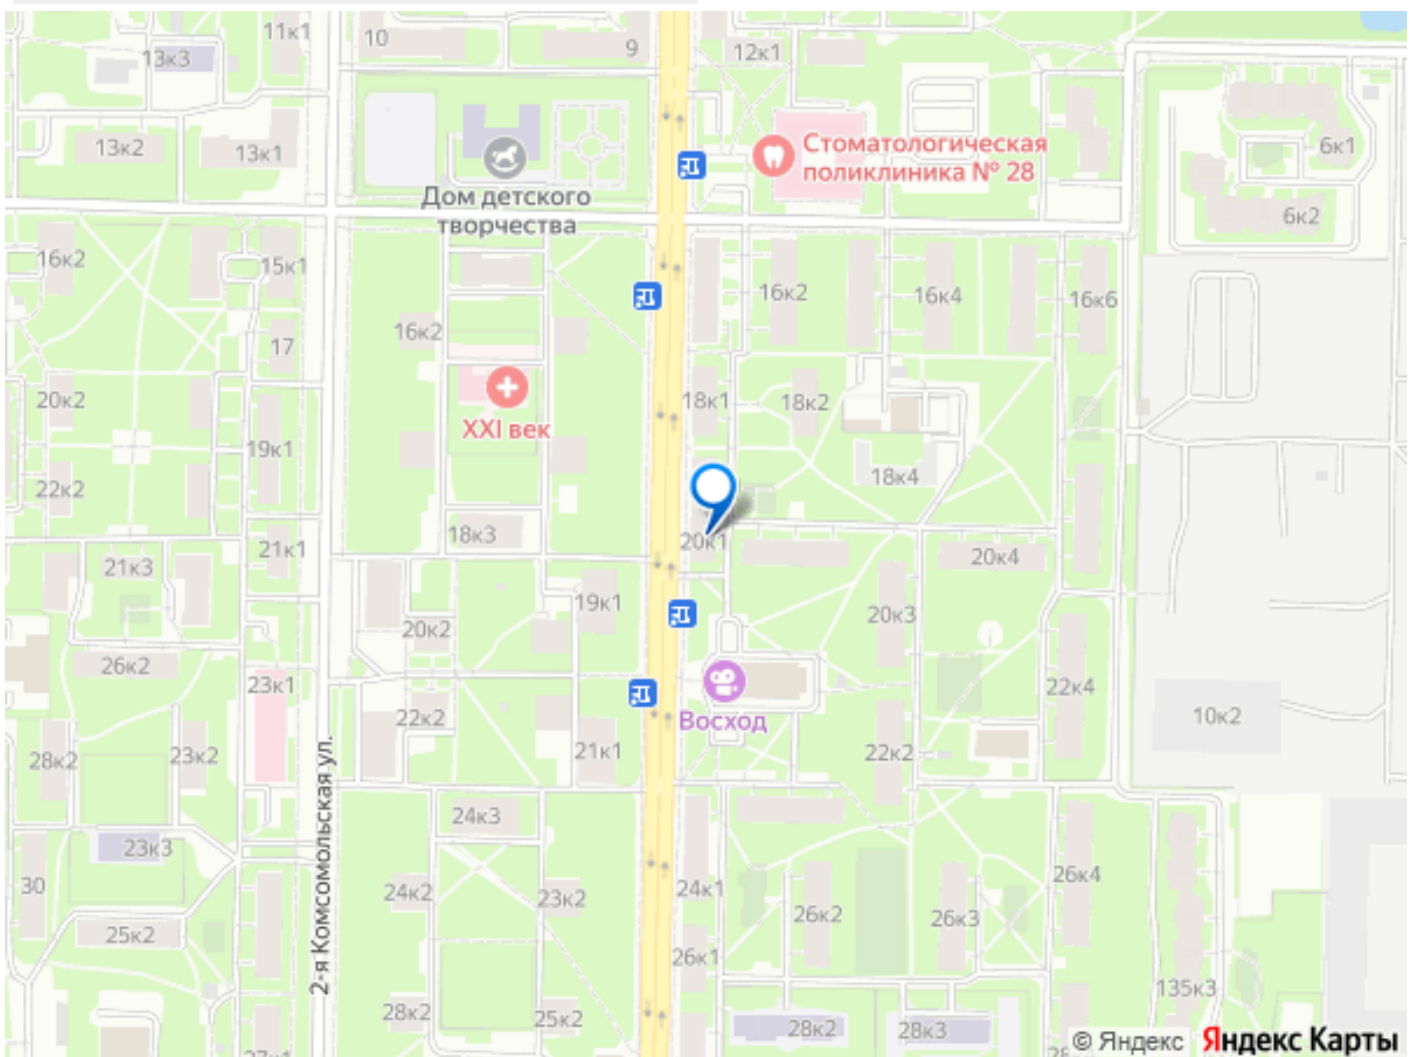 11к1
10
9
12к1
13к3
13к2
13к1
Стоматологическая
поликлиника № 28
6к1
6к2
Дом детского
творчества
16к2
15к1
16к2
16к4
16к6
17
16к2
20к2
18к1
18к2
XXI век
19к1
22к2
18к4
18к3
20к1
21к1
21к3
20к4
19к1
20к3
20к2
26к2
23к1
22к4
22к2
Восход
10к2
28к2
23к2
21к1
22к2
2-я Комсомольская ул.
24к3
23к3
30
24к2
23к2
24к1
26к2
26к3
26к4
25к2
26к1
135к3
28к2
25к2
28к2
28к3
27к1
© Яндекс Яндекс Карты